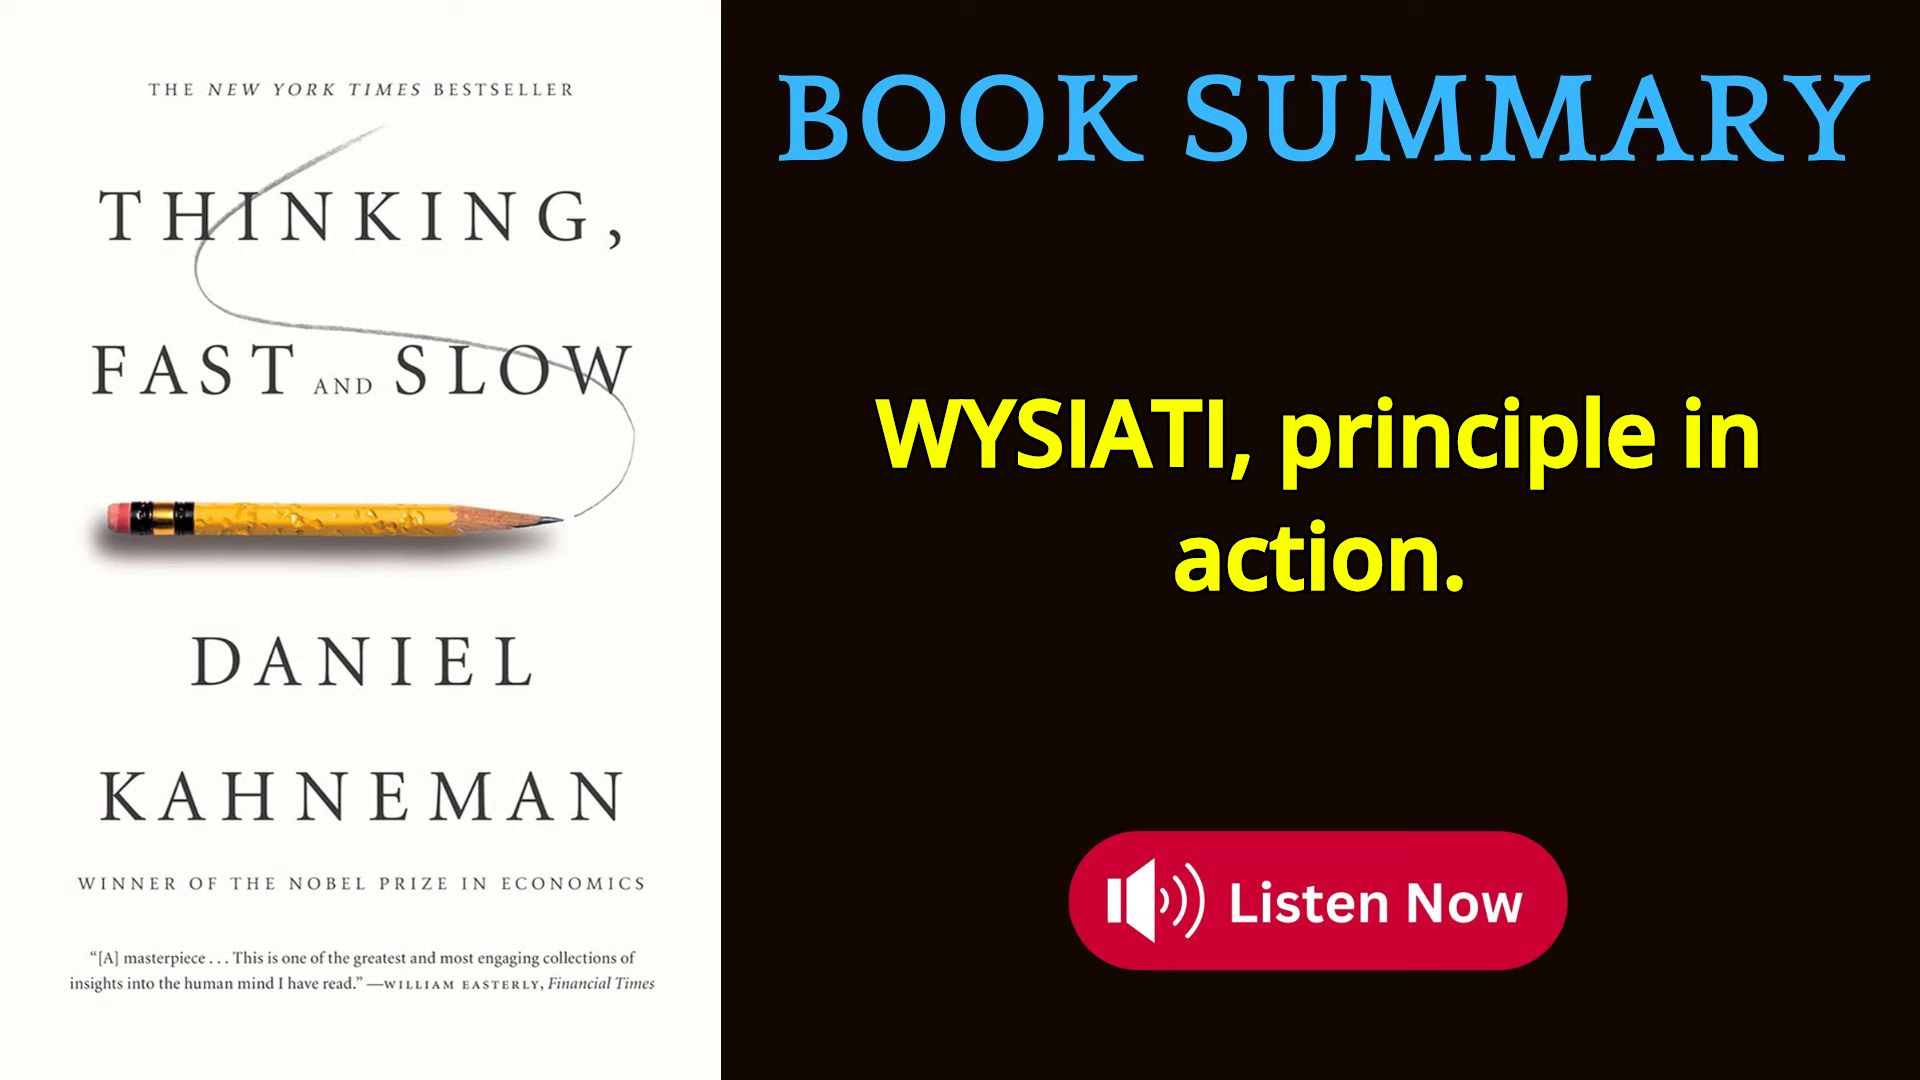 THE NEW YORK TIMES BESTSELLER
THINKING,
FAST AND SLOW
DANIEL
KAHNEMAN
WINNER OF THE NOBEL PRIZE IN ECONOMICS
“[A] masterpiece . . . This is one of the greatest and most engaging collections of
insights into the human mind I have read.” —WILLIAM EASTERLY, Financial Times
BOOK SUMMARY
WYSIATI, principle in
action.
Listen Now